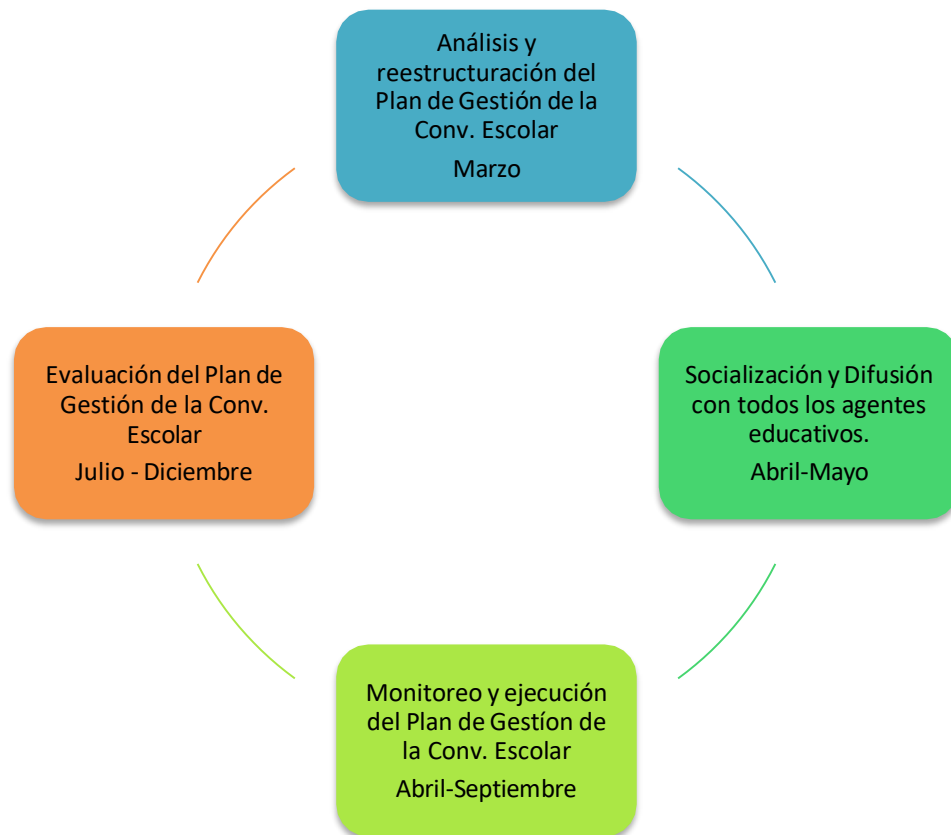 Análisis y
reestructuración del
Plan de Gestión de la
Conv. Escolar
Marzo
Socialización y Difusión
con todos los agentes
educativos.
Abril-Mayo
Monitoreo y ejecución
del Plan de Gestíon de
la Conv. Escolar
Abril-Septiembre
Evaluación del Plan de
Gestión de la Conv.
Escolar
Julio - Diciembre